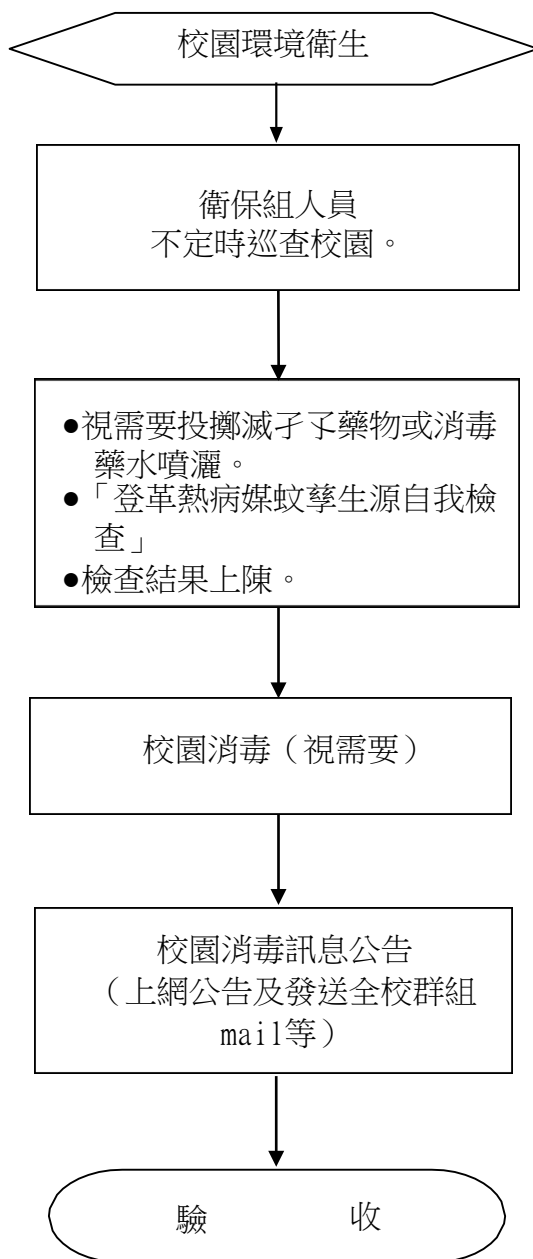 校園環境衛生
衛保組人員
不定時巡查校園。
●視需要投擲滅孑孓藥物或消毒
藥水噴灑。
●「登革熱病媒蚊孳生源自我檢
查」
●檢查結果上陳。
校園消毒（視需要）
校園消毒訊息公告
（上網公告及發送全校群組
mail等）
驗 收